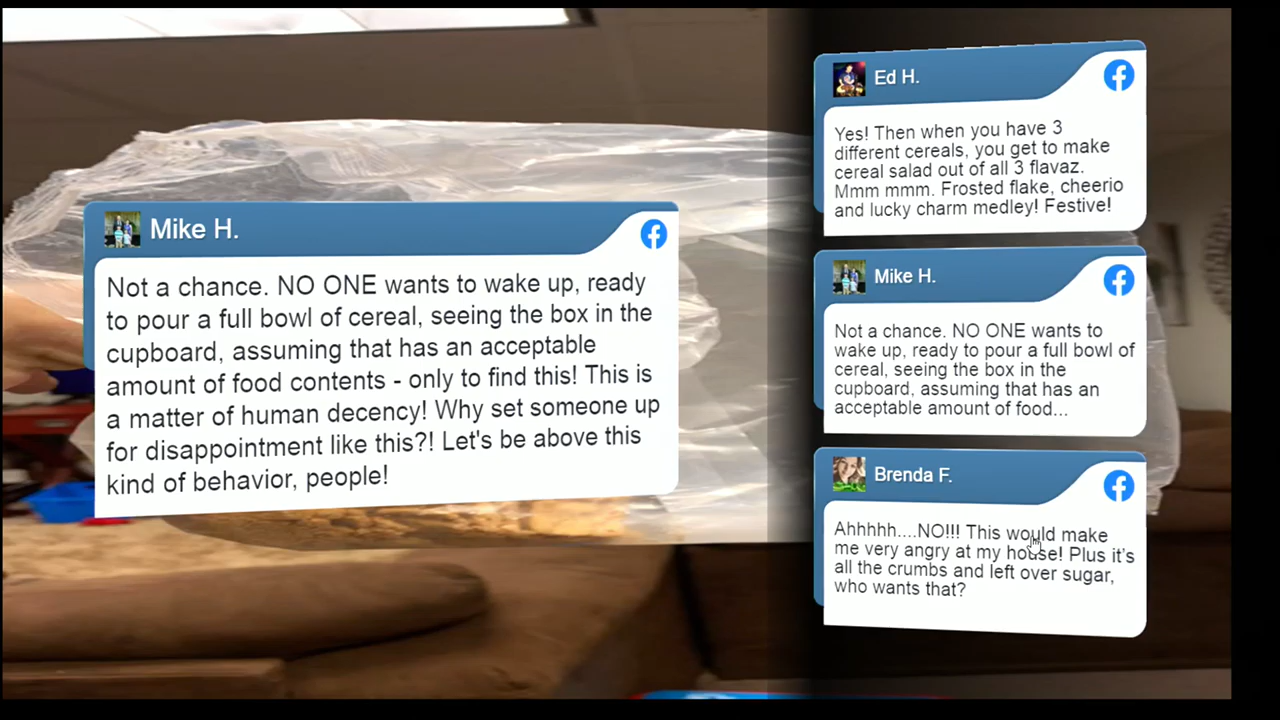 Mike H.
Not a chance. NO ONE wants to wake up, ready
to pour a full bowl of cereal, seeing the box in the
cupboard, assuming that has an acceptable
amount of food contents - only to find this! This is
a matter of human decency! Why set someone up
for disappointment like this?! Let's be above this
kind of behavior, people!
Ed H.
Yes! Then when you have 3
different cereals, you get to make
cereal salad out of all 3 flavaz.
Mmm mmm. Frosted flake, cheerio
and lucky charm medley! Festive!
Mike H.
Not a chance. NO ONE wants to
wake up, ready to pour a full bowl of
cereal, seeing the box in the
cupboard, assuming that has an
acceptable amount of food...
Brenda F.
Ahhhhh....NO!!! This would make
me very angry at my house! Plus it's
all the crumbs and left over sugar,
who wants that?